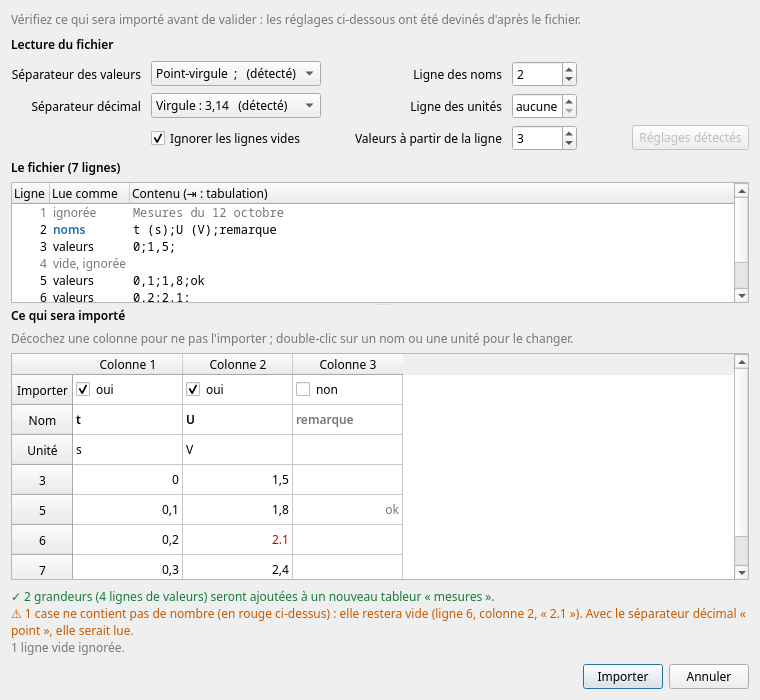 Vérifiez ce qui sera importé avant de valider : les réglages ci-dessous ont été devinés d'après le fichier.
Lecture du fichier
Séparateur des valeurs Point-virgule ; (détecté) Ligne des noms 2
Séparateur décimal Virgule : 3,14 (détecté) Ligne des unités aucune
Ignorer les lignes vides Valeurs à partir de la ligne 3 Réglages détectés
Le fichier (7 lignes)
Ligne Lue comme Contenu (⇥ : tabulation)
1 ignorée Mesures du 12 octobre
2 noms t (s);U (V);remarque
3 valeurs 0;1,5;
4 vide, ignorée
5 valeurs 0,1;1,8;ok
6 valeurs 0,2;2.1;
Ce qui sera importé
Décochez une colonne pour ne pas l'importer ; double-clic sur un nom ou une unité pour le changer.
Colonne 1 Colonne 2 Colonne 3
Importer oui oui non
Nom t U remarque
Unité s V
3 0 1,5
5 0,1 1,8 ok
6 0,2 2.1
7 0,3 2,4
✓ 2 grandeurs (4 lignes de valeurs) seront ajoutées à un nouveau tableur « mesures ».
⚠ 1 case ne contient pas de nombre (en rouge ci-dessus) : elle restera vide (ligne 6, colonne 2, « 2.1 »). Avec le séparateur décimal «
point », elle serait lue.
1 ligne vide ignorée.
Importer Annuler